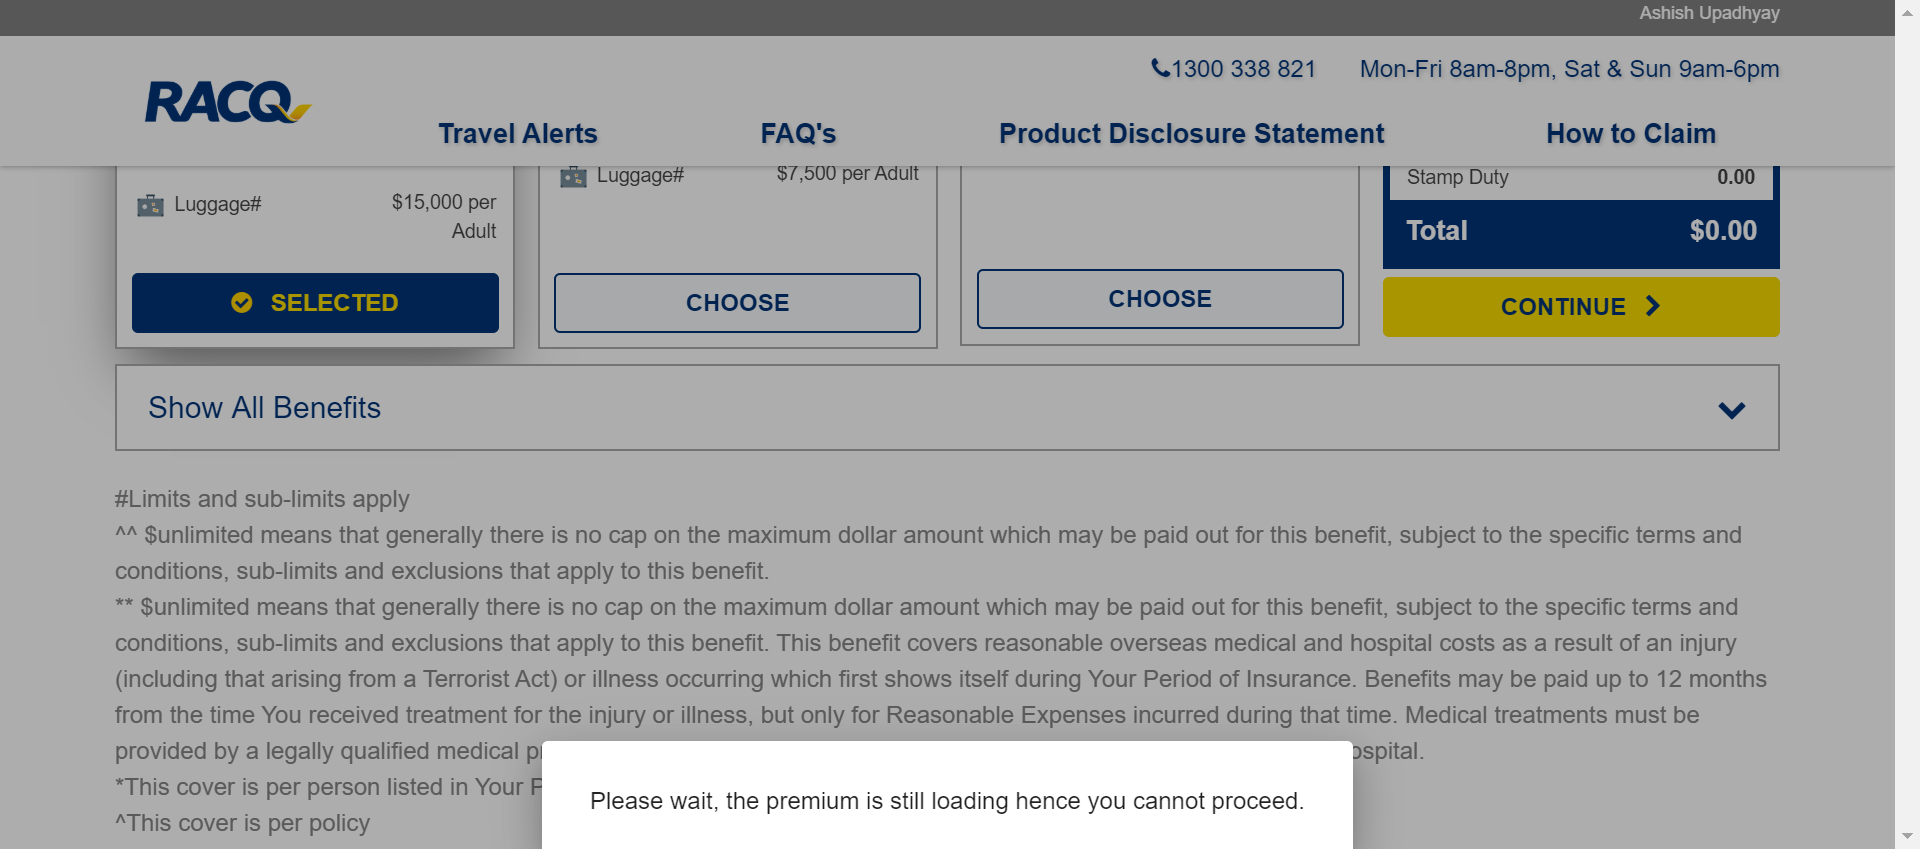 Ashish Upadhyay
1300 338 821 Mon-Fri 8am-8pm, Sat & Sun 9am-6pm
RACQ
Travel Alerts FAQ's Product Disclosure Statement How to Claim
Luggage# $15,000 per
Adult
SELECTED
Luggage# $7,500 per Adult
CHOOSE
CHOOSE
Stamp Duty 0.00
Total $0.00
CONTINUE
Show All Benefits
#Limits and sub-limits apply
^^ $unlimited means that generally there is no cap on the maximum dollar amount which may be paid out for this benefit, subject to the specific terms and
conditions, sub-limits and exclusions that apply to this benefit.
** $unlimited means that generally there is no cap on the maximum dollar amount which may be paid out for this benefit, subject to the specific terms and
conditions, sub-limits and exclusions that apply to this benefit. This benefit covers reasonable overseas medical and hospital costs as a result of an injury
(including that arising from a Terrorist Act) or illness occurring which first shows itself during Your Period of Insurance. Benefits may be paid up to 12 months
from the time You received treatment for the injury or illness, but only for Reasonable Expenses incurred during that time. Medical treatments must be
provided by a legally qualified medical
*This cover is per person listed in Your
^This cover is per policy
Please wait, the premium is still loading hence you cannot proceed.